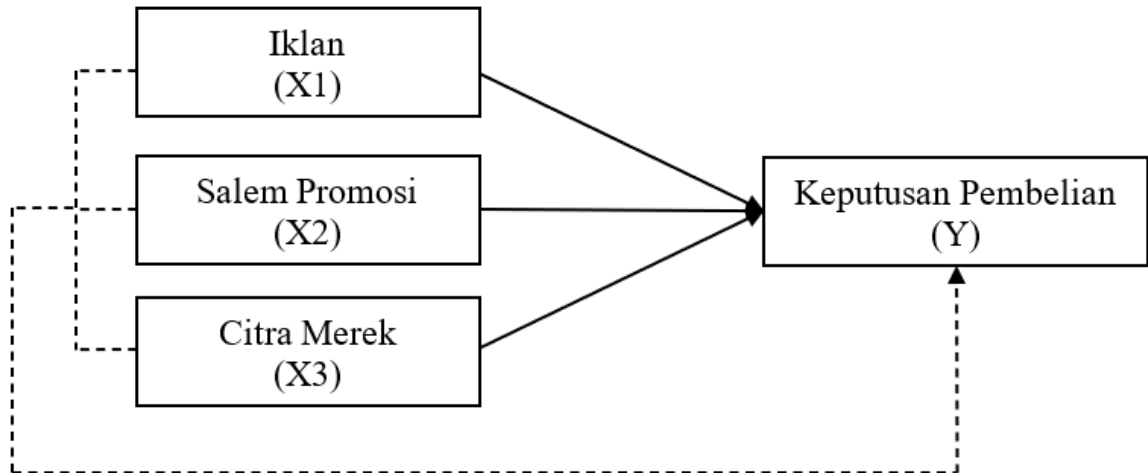 Iklan
(X1)
Salem Promosi
(X2)
Keputusan Pembelian
(Y)
Citra Merek
(X3)